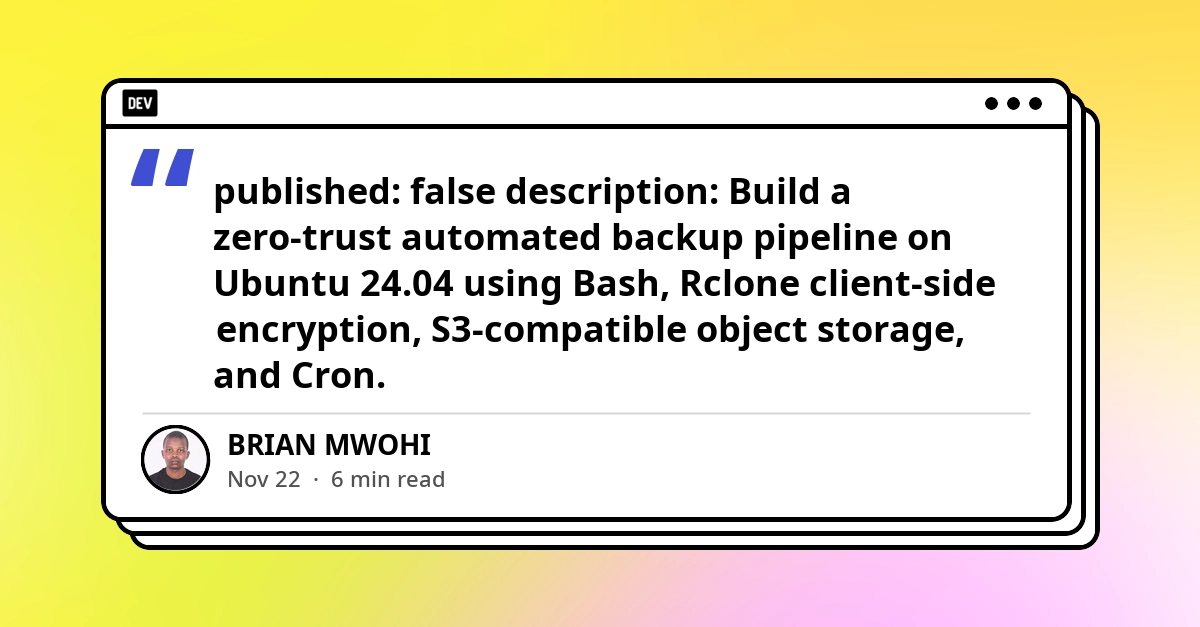 DEV
“
published: false description: Build a
zero-trust automated backup pipeline on
Ubuntu 24.04 using Bash, Rclone client-side
encryption, S3-compatible object storage,
and Cron.
BRIAN MWOHI
Nov 22 · 6 min read